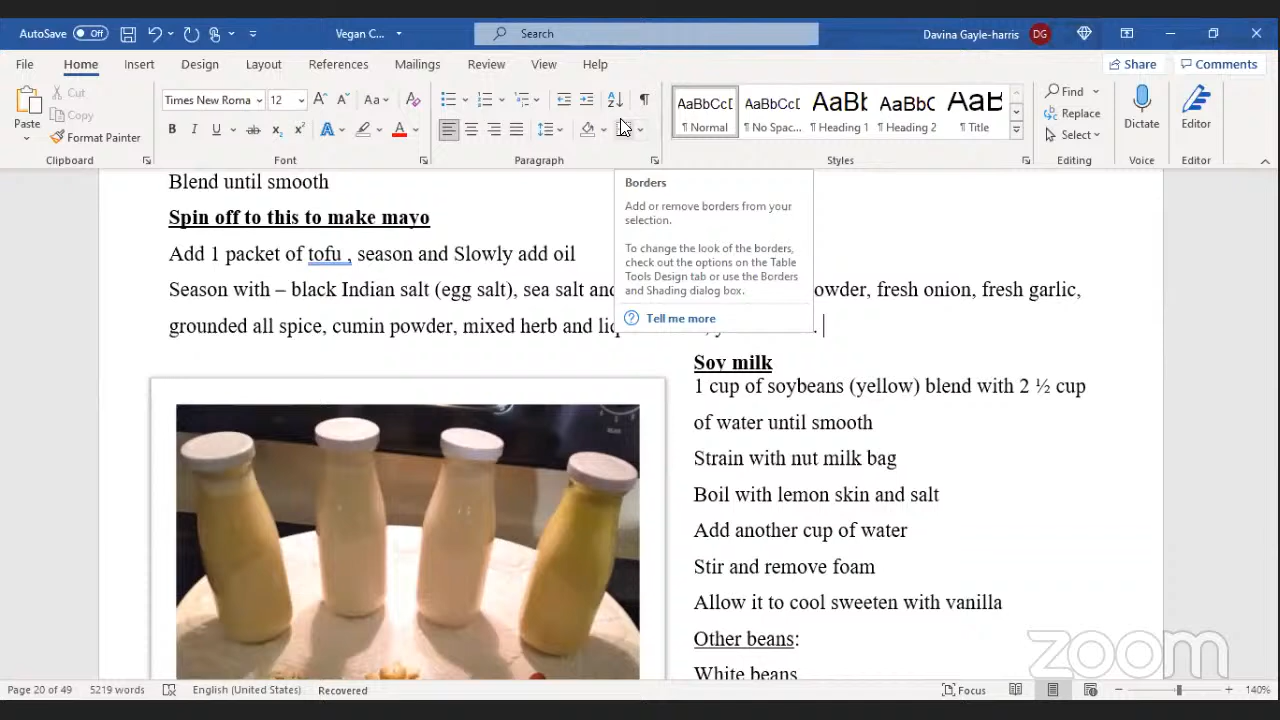 AutoSave Off Vegan C... Search Davina Gayle-harris DG
File Home Insert Design Layout References Mailings Review View Help Share Comments
Paste Cut Copy Format Painter
Times New Roma 12 Aa
AaBbCcI AaBbCcI AaBb( AaBbC AaB
¶ Normal ¶ No Spac... ¶ Heading 1 ¶ Heading 2 ¶ Title
Find Replace Select Dictate Editor
Clipboard Font Paragraph Styles Editing Voice Editor
Blend until smooth
Spin off to this to make mayo
Add 1 packet of tofu , season and Slowly add oil
Season with – black Indian salt (egg salt), sea salt and owder, fresh onion, fresh garlic,
grounded all spice, cumin powder, mixed herb and
Borders
Add or remove borders from your
selection.
To change the look of the borders,
check out the options on the Table
Tools Design tab or use the Borders
and Shading dialog box.
Tell me more
Soy milk
1 cup of soybeans (yellow) blend with 2 ½ cup
of water until smooth
Strain with nut milk bag
Boil with lemon skin and salt
Add another cup of water
Stir and remove foam
Allow it to cool sweeten with vanilla
Other beans:
White beans
zoom
Page 20 of 49 5219 words English (United States) Recovered Focus 140%